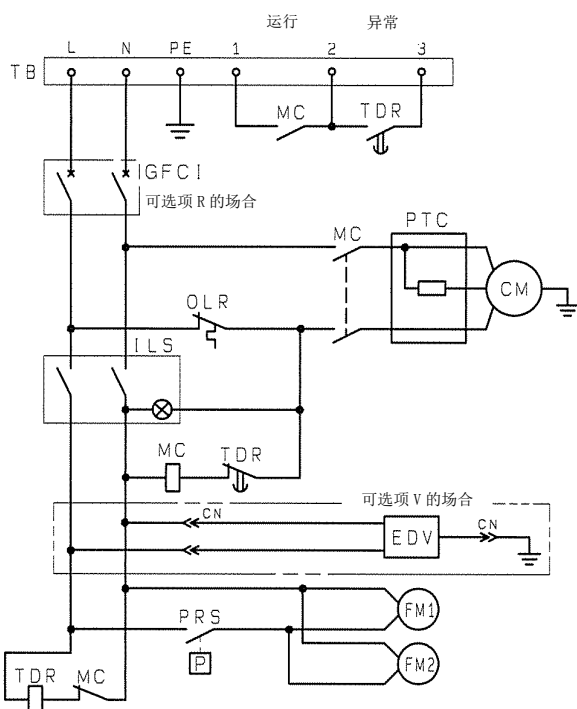 运行 异常
L N PE 1 2 3
TB
MC TDR
GFCI
可选项 R 的场合
MC PTC
CM
OLR
ILS
MC TDR
可选项 V 的场合
CN
EDV CN
PRS FM1
P
FM2
TDR MC